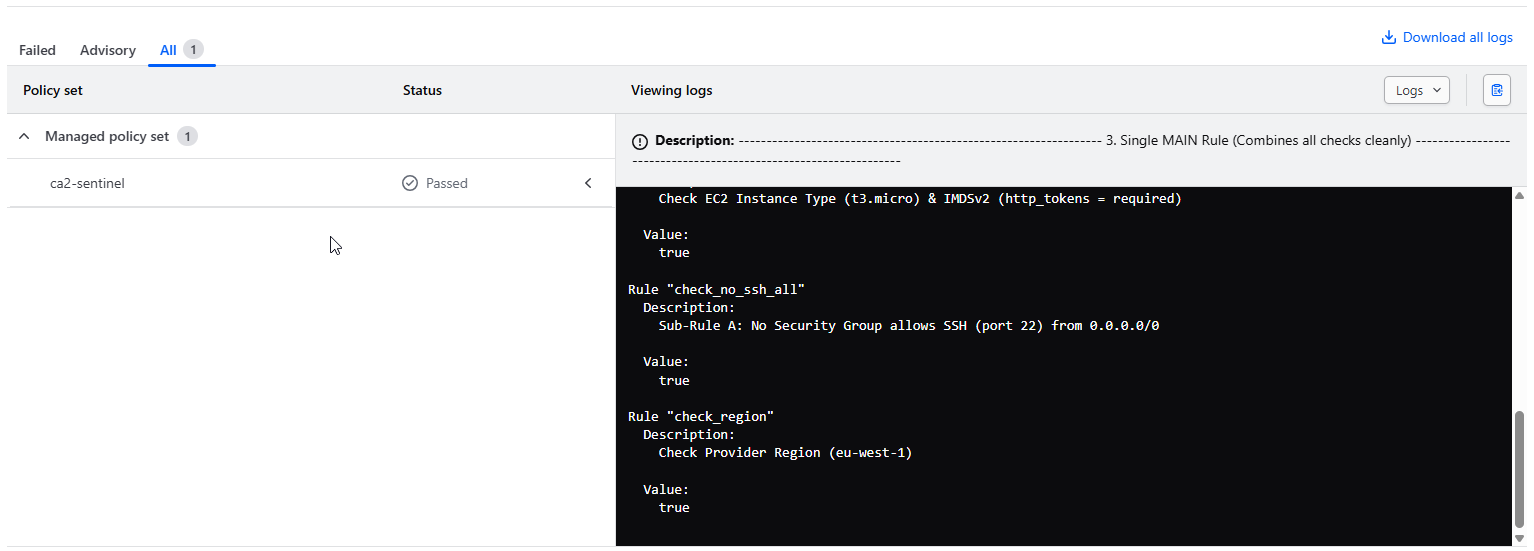 Failed Advisory All 1 Download all logs
Policy set Status Viewing logs Logs
Managed policy set 1
ca2-sentinel Passed
Description: ----------------------------------------------------------------- 3. Single MAIN Rule (Combines all checks cleanly) -----------------
------------------------------------------------
Check EC2 Instance Type (t3.micro) & IMDSv2 (http_tokens = required)
Value:
true
Rule "check_no_ssh_all"
Description:
Sub-Rule A: No Security Group allows SSH (port 22) from 0.0.0.0/0
Value:
true
Rule "check_region"
Description:
Check Provider Region (eu-west-1)
Value:
true